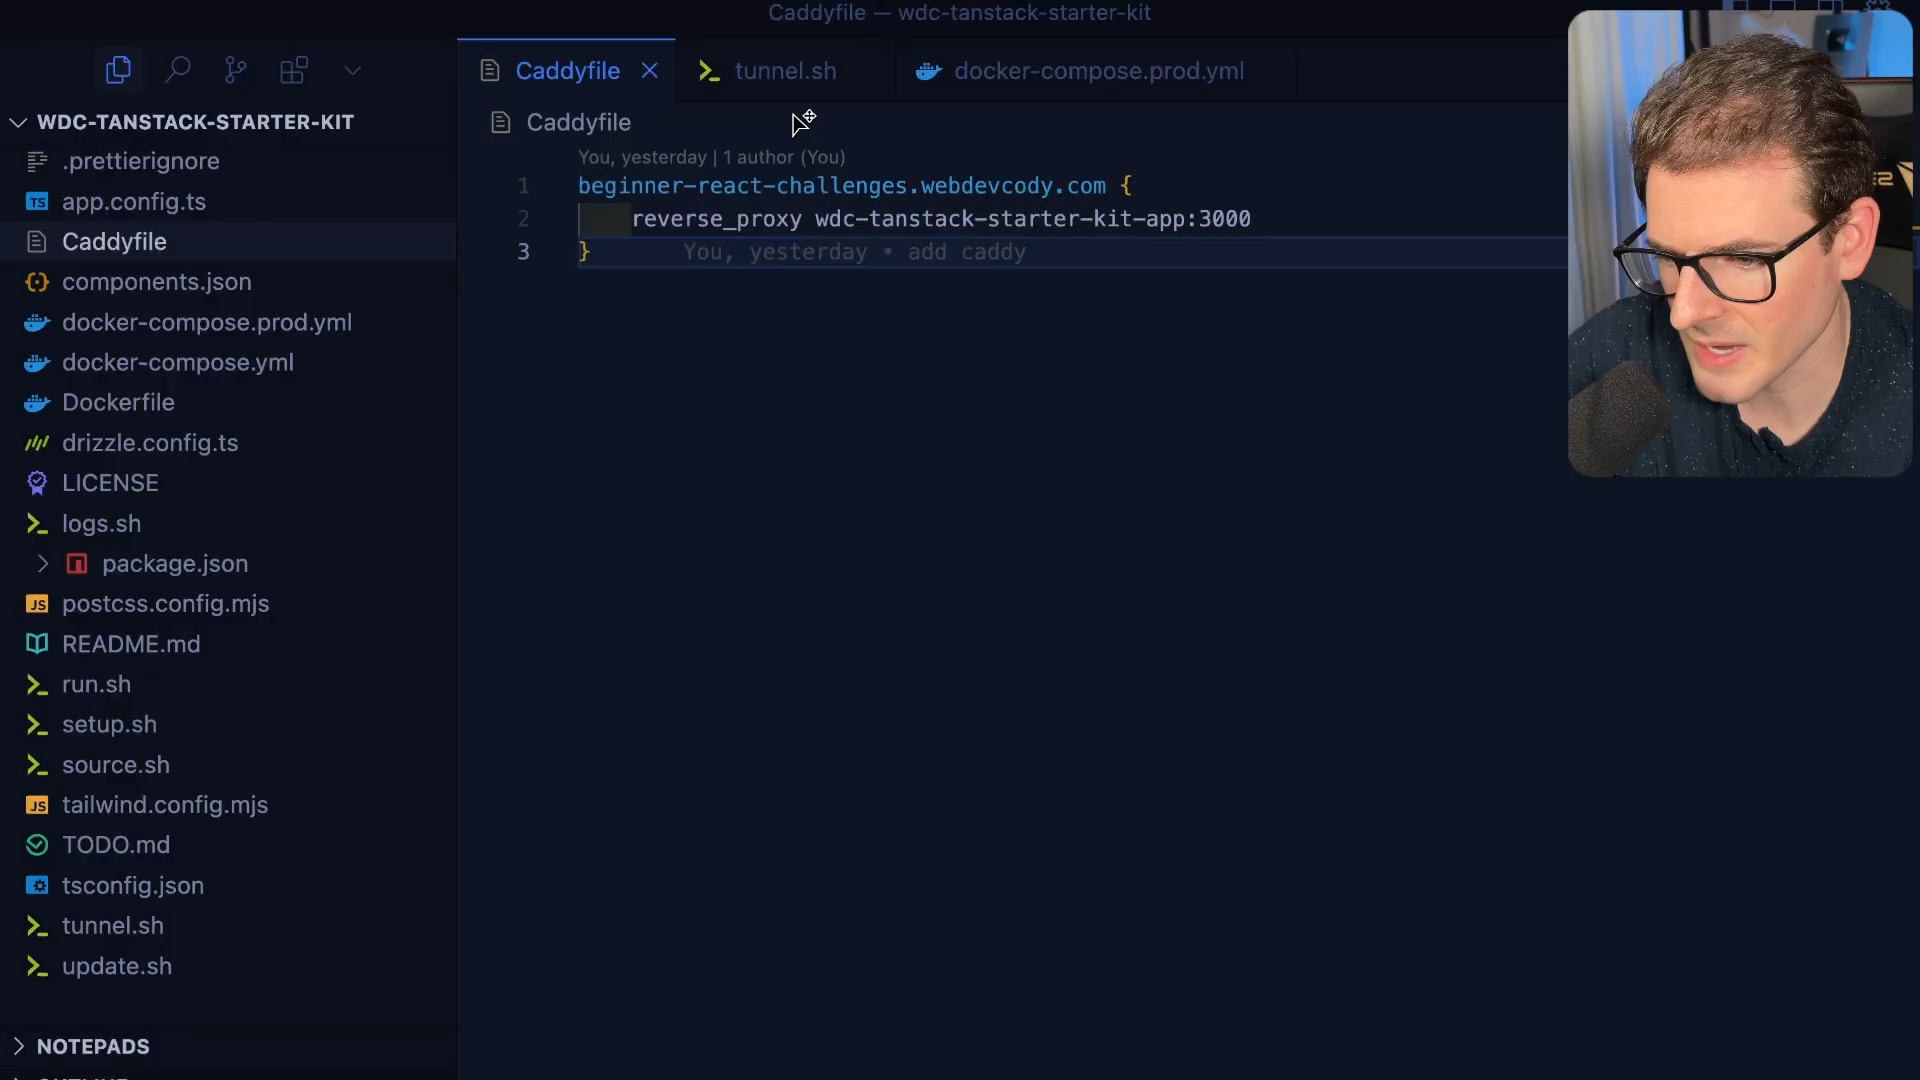 Caddyfile — wdc-tanstack-starter-kit
Caddyfile
tunnel.sh
docker-compose.prod.yml
WDC-TANSTACK-STARTER-KIT
.prettierignore
TS app.config.ts
Caddyfile
components.json
docker-compose.prod.yml
docker-compose.yml
Dockerfile
drizzle.config.ts
LICENSE
logs.sh
package.json
JS postcss.config.mjs
README.md
run.sh
setup.sh
source.sh
JS tailwind.config.mjs
TODO.md
tsconfig.json
tunnel.sh
update.sh
NOTEPADS
Caddyfile
You, yesterday | 1 author (You)
1 beginner-react-challenges.webdevcody.com {
2 reverse_proxy wdc-tanstack-starter-kit-app:3000
3 } You, yesterday • add caddy